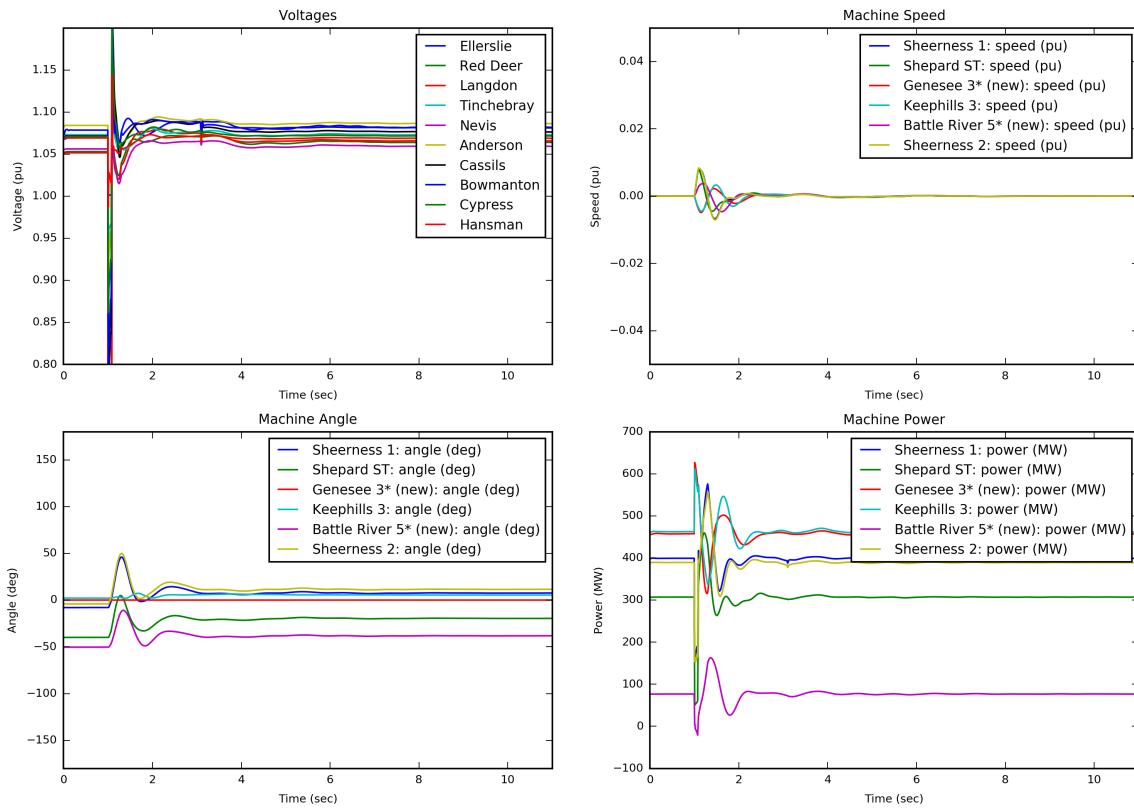 Voltages
Voltage (pu)
1.15
1.10
1.05
1.00
0.95
0.90
0.85
0.80
0
2
4
6
8
10
Time (sec)
Ellerslie
Red Deer
Langdon
Tinchebray
Nevis
Anderson
Cassils
Bowmanton
Cypress
Hansman
Machine Speed
Speed (pu)
0.04
0.02
0.00
−0.02
−0.04
0
2
4
6
8
10
Time (sec)
Sheerness 1: speed (pu)
Shepard ST: speed (pu)
Genesee 3* (new): speed (pu)
Keephills 3: speed (pu)
Battle River 5* (new): speed (pu)
Sheerness 2: speed (pu)
Machine Angle
Angle (deg)
150
100
50
0
−50
−100
−150
0
2
4
6
8
10
Time (sec)
Sheerness 1: angle (deg)
Shepard ST: angle (deg)
Genesee 3* (new): angle (deg)
Keephills 3: angle (deg)
Battle River 5* (new): angle (deg)
Sheerness 2: angle (deg)
Machine Power
Power (MW)
700
600
500
400
300
200
100
0
−100
0
2
4
6
8
10
Time (sec)
Sheerness 1: power (MW)
Shepard ST: power (MW)
Genesee 3* (new): power (MW)
Keephills 3: power (MW)
Battle River 5* (new): power (MW)
Sheerness 2: power (MW)